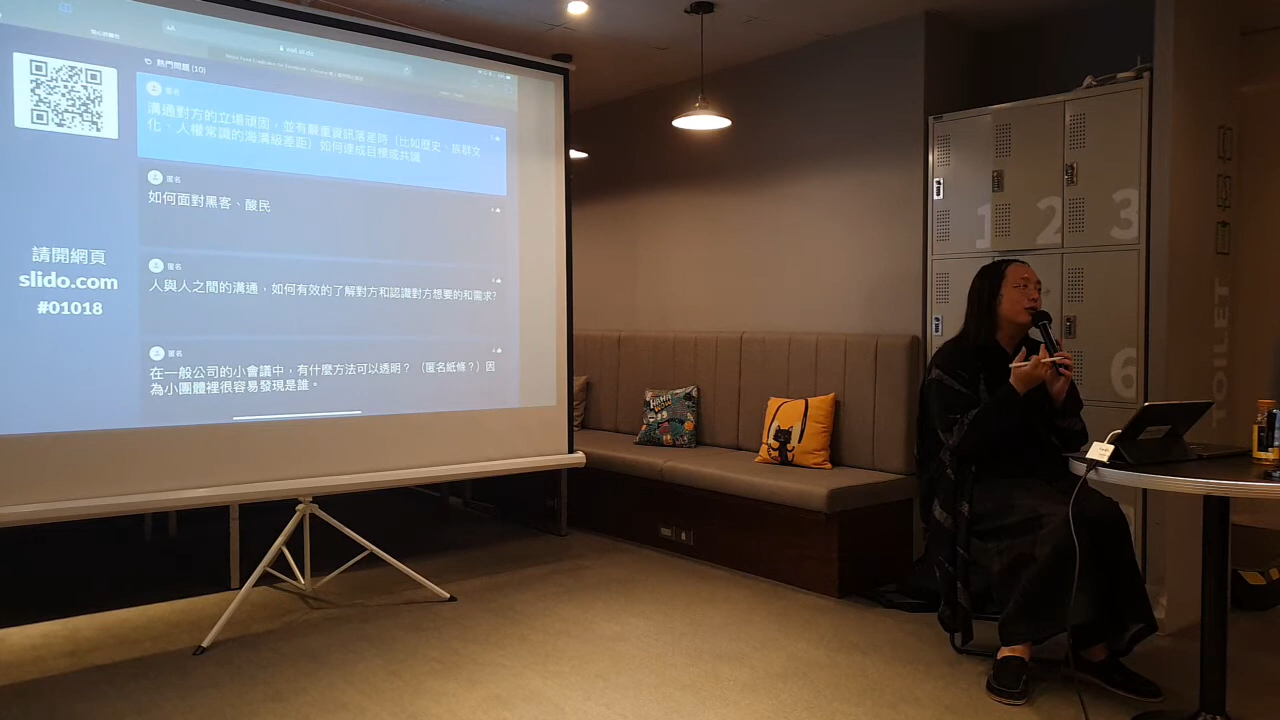 AA
wall.sli.do
熱門問題 (10)
匿名
溝通對方的立場頑固，並有嚴重資訊落差時（比如歷史、族群文
化、人權常識的海溝級差距）如何達成目標或共識
匿名
如何面對黑客、酸民
匿名
人與人之間的溝通，如何有效的了解對方和認識對方想要的和需求?
匿名
在一般公司的小會議中，有什麼方法可以透明？（匿名紙條？）因
為小團體裡很容易發現是誰。
請開網頁
slido.com
#01018
HAHA
WOW
1
2
3
6
TOILET